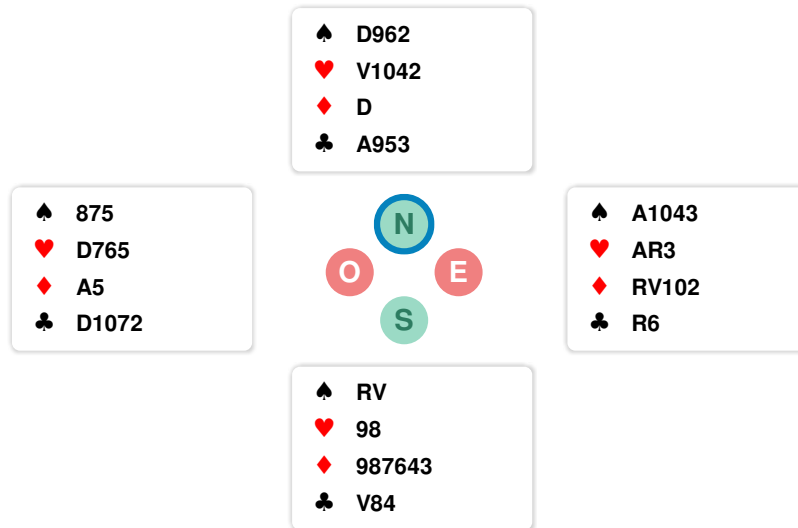 ♠ D962
♥ V1042
♦ D
♣ A953
♠ 875
♥ D765
♦ A5
♣ D1072
N
O
E
S
♠ A1043
♥ AR3
♦ RV102
♣ R6
♠ RV
♥ 98
♦ 987643
♣ V84